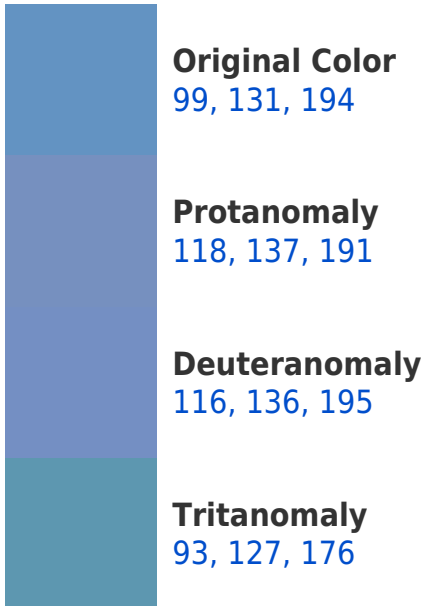 Original Color
99, 131, 194
Protanomaly
118, 137, 191
Deuteranomaly
116, 136, 195
Tritanomaly
93, 127, 176